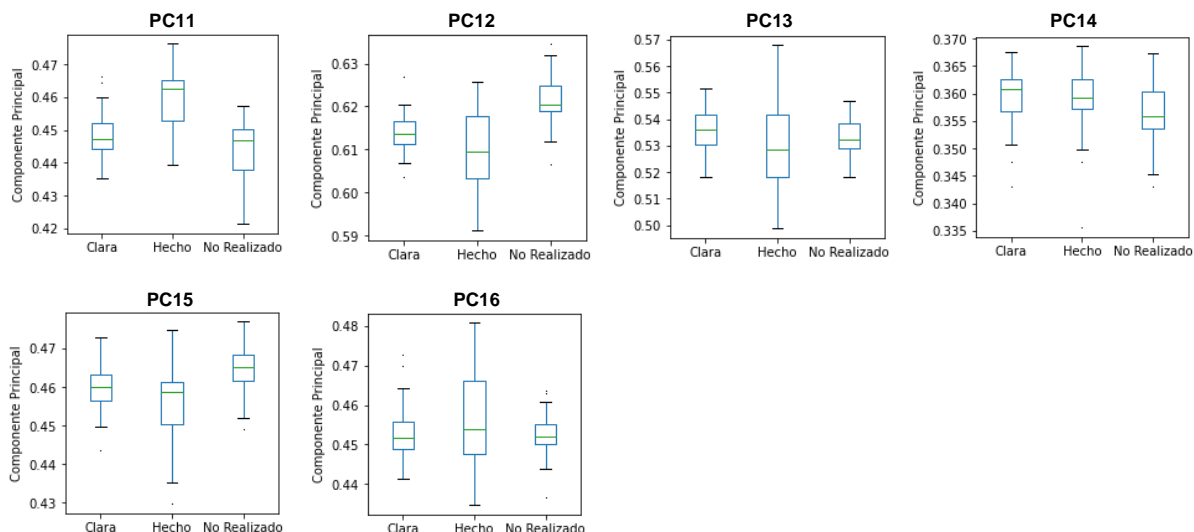 PC11
Componente Principal
0.47
0.46
0.45
0.44
0.43
0.42
Clara Hecho No Realizado
PC12
Componente Principal
0.63
0.62
0.61
0.60
0.59
Clara Hecho No Realizado
PC13
Componente Principal
0.57
0.56
0.55
0.54
0.53
0.52
0.51
0.50
Clara Hecho No Realizado
PC14
Componente Principal
0.370
0.365
0.360
0.355
0.350
0.345
0.340
0.335
Clara Hecho No Realizado
PC15
Componente Principal
0.47
0.46
0.45
0.44
0.43
Clara Hecho No Realizado
PC16
Componente Principal
0.48
0.47
0.46
0.45
0.44
Clara Hecho No Realizado